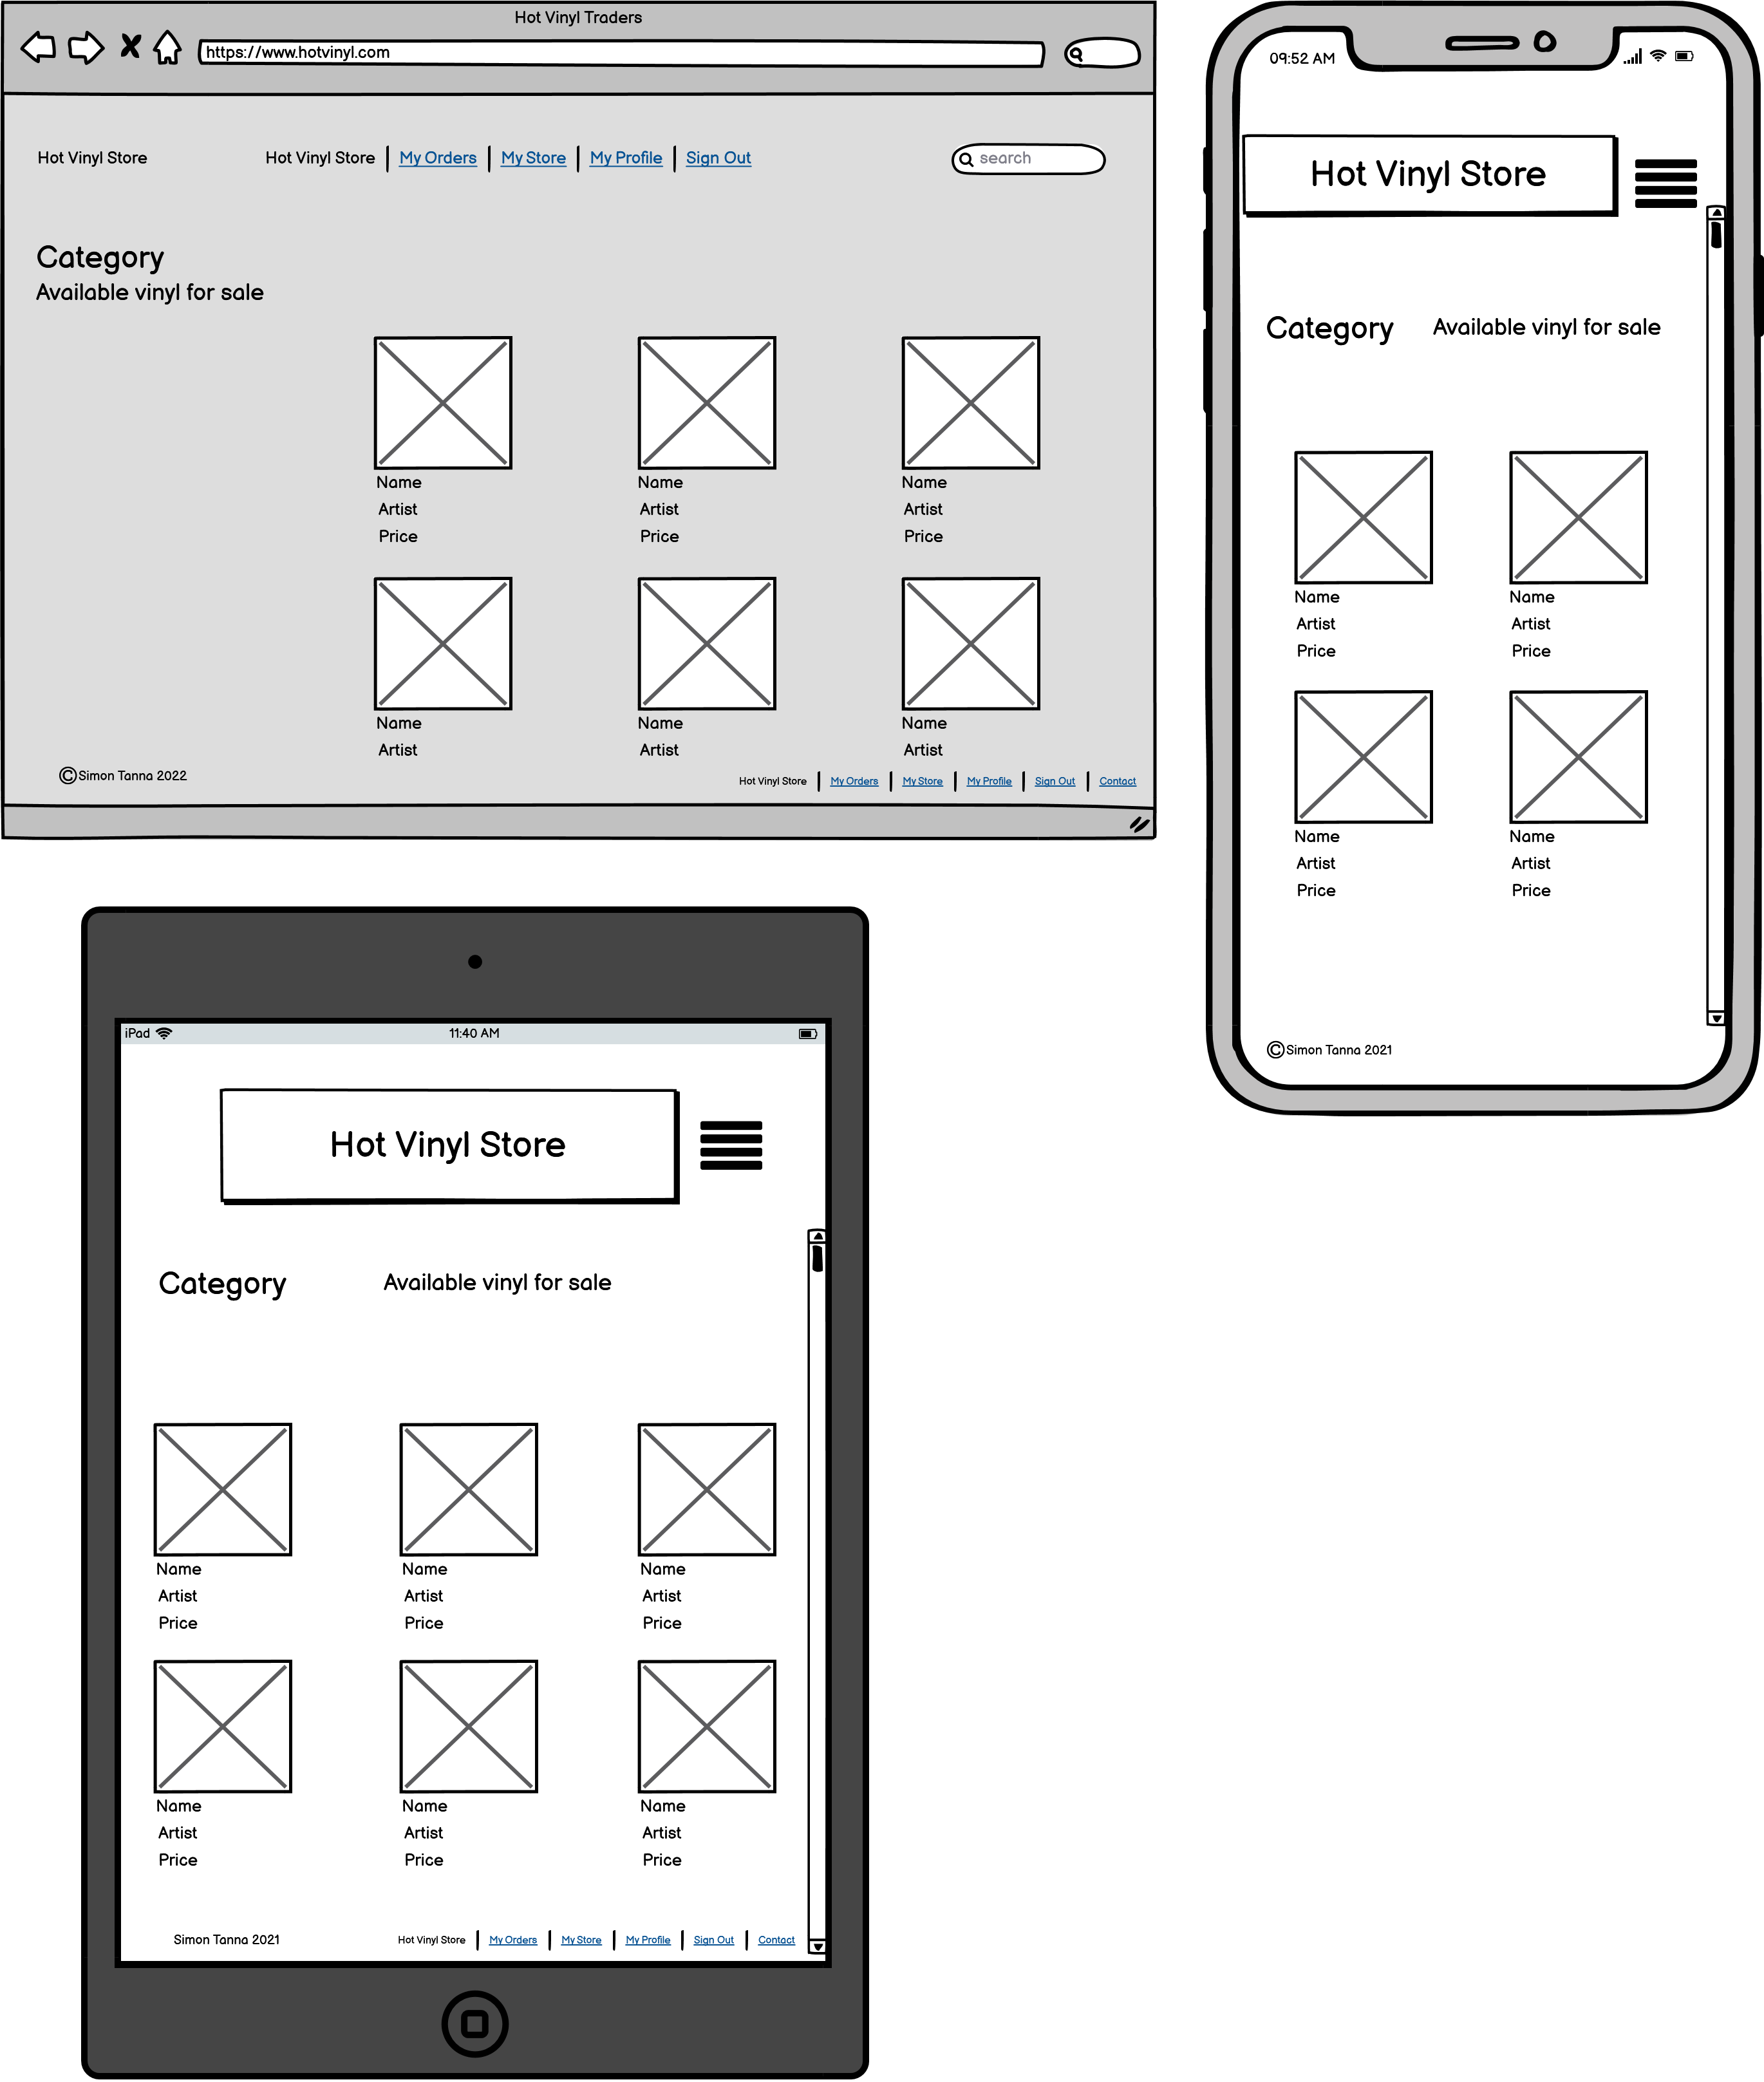 Hot Vinyl Traders
https://www.hotvinyl.com
Hot Vinyl Store
Hot Vinyl Store My Orders My Store My Profile Sign Out
search
Category
Available vinyl for sale
Name Name Name
Artist Artist Artist
Price Price Price
Name Name Name
Artist Artist Artist
©Simon Tanna 2022
Hot Vinyl Store My Orders My Store My Profile Sign Out Contact
09:52 AM
Hot Vinyl Store
Category Available vinyl for sale
Name Name
Artist Artist
Price Price
Name Name
Artist Artist
Price Price
©Simon Tanna 2021
iPad 11:40 AM
Hot Vinyl Store
Category Available vinyl for sale
Name Name Name
Artist Artist Artist
Price Price Price
Name Name Name
Artist Artist Artist
Price Price Price
Simon Tanna 2021
Hot Vinyl Store My Orders My Store My Profile Sign Out Contact